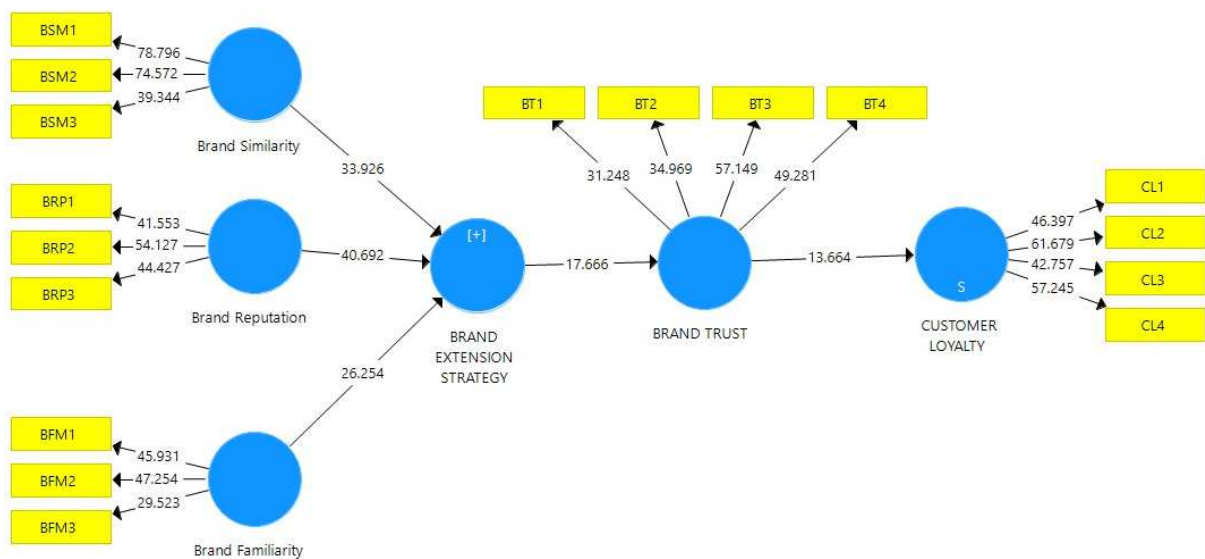 BSM1
78.796
BSM2
74.572
BSM3
39.344
Brand Similarity
33.926
BRP1
41.553
BRP2
54.127
BRP3
44.427
Brand Reputation
40.692
BFM1
45.931
BFM2
47.254
BFM3
29.523
Brand Familiarity
26.254
[+]
BRAND
EXTENSION
STRATEGY
17.666
BT1
BT2
BT3
BT4
31.248
34.969
57.149
49.281
BRAND TRUST
13.664
S
CUSTOMER
LOYALTY
CL1
46.397
CL2
61.679
CL3
42.757
CL4
57.245